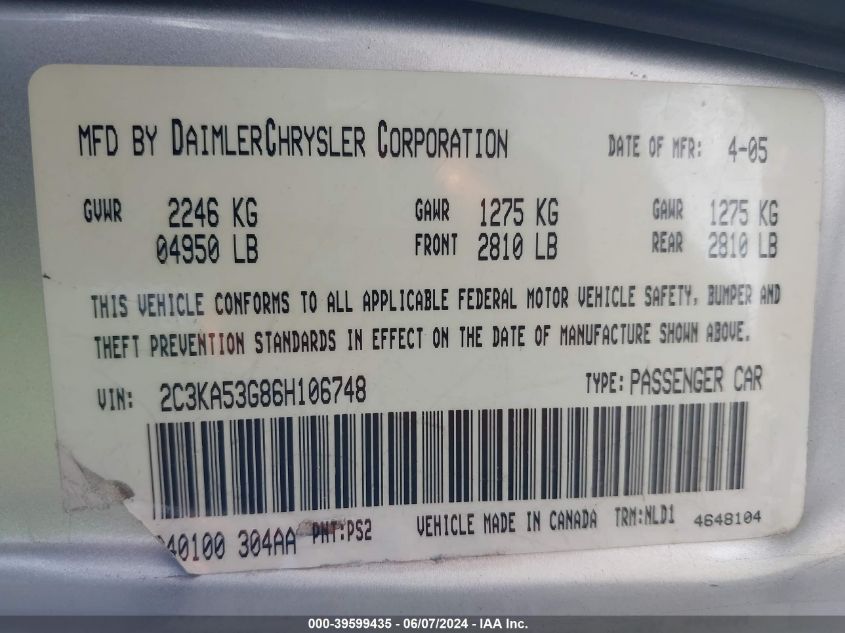 MFD BY DAIMLERCHRYSLER CORPORATION DATE OF MFR: 4-05
GVWR 2246 KG GAWR 1275 KG GAWR 1275 KG
04950 LB FRONT 2810 LB REAR 2810 LB
THIS VEHICLE CONFORMS TO ALL APPLICABLE FEDERAL MOTOR VEHICLE SAFETY, BUMPER AND
THEFT PREVENTION STANDARDS IN EFFECT ON THE DATE OF MANUFACTURE SHOWN ABOVE.
VIN: 2C3KA53G86H106748 TYPE: PASSENGER CAR
40100 304AA PNT:PS2 VEHICLE MADE IN CANADA TRM:NLD1 4648104
000-39599435 - 06/07/2024 - IAA Inc.